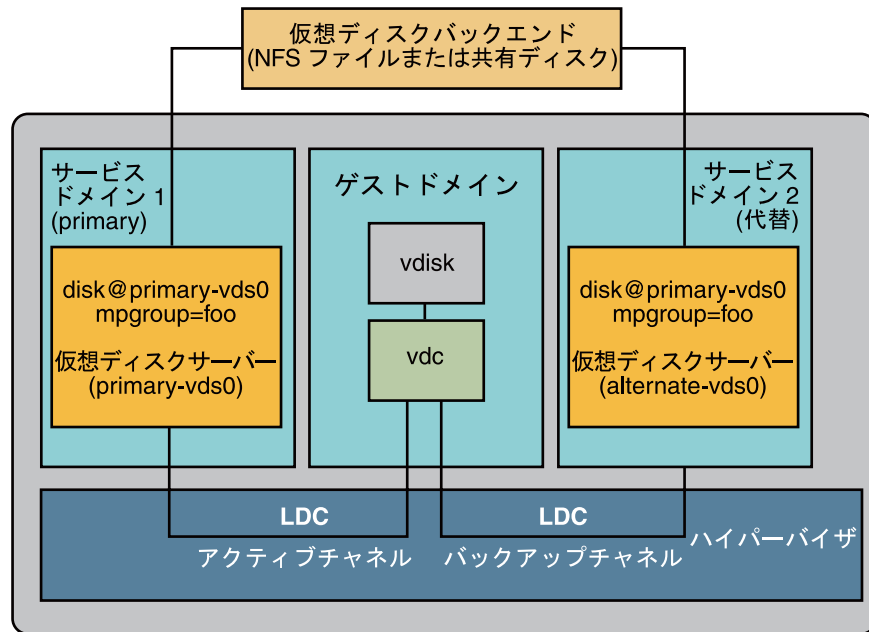 仮想ディスクバックエンド
(NFS ファイルまたは共有ディスク)
サービス
ドメイン 1
(primary)
disk@primary-vds0
mpgroup=foo
仮想ディスクサーバー
(primary-vds0)
ゲストドメイン
vdisk
vdc
サービス
ドメイン 2
(代替)
disk@primary-vds0
mpgroup=foo
仮想ディスクサーバー
(alternate-vds0)
LDC
アクティブチャネル
LDC
バックアップチャネル
ハイパーバイザ